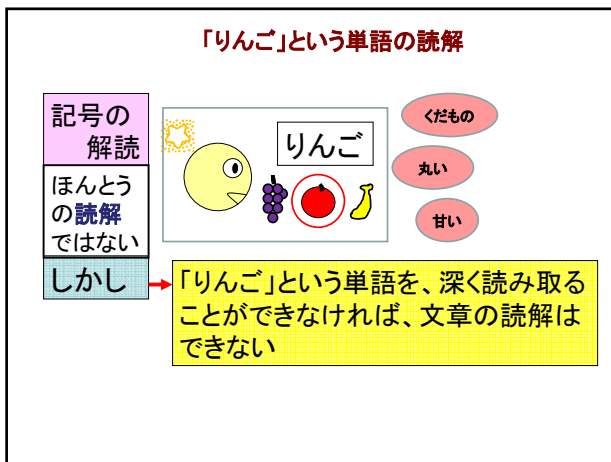 「りんご」という単語の読解
記号の
解読
ほんとう
の読解
ではない
しかし
りんご
くだもの
丸い
甘い
「りんご」という単語を、深く読み取る
ことができなければ、文章の読解は
できない